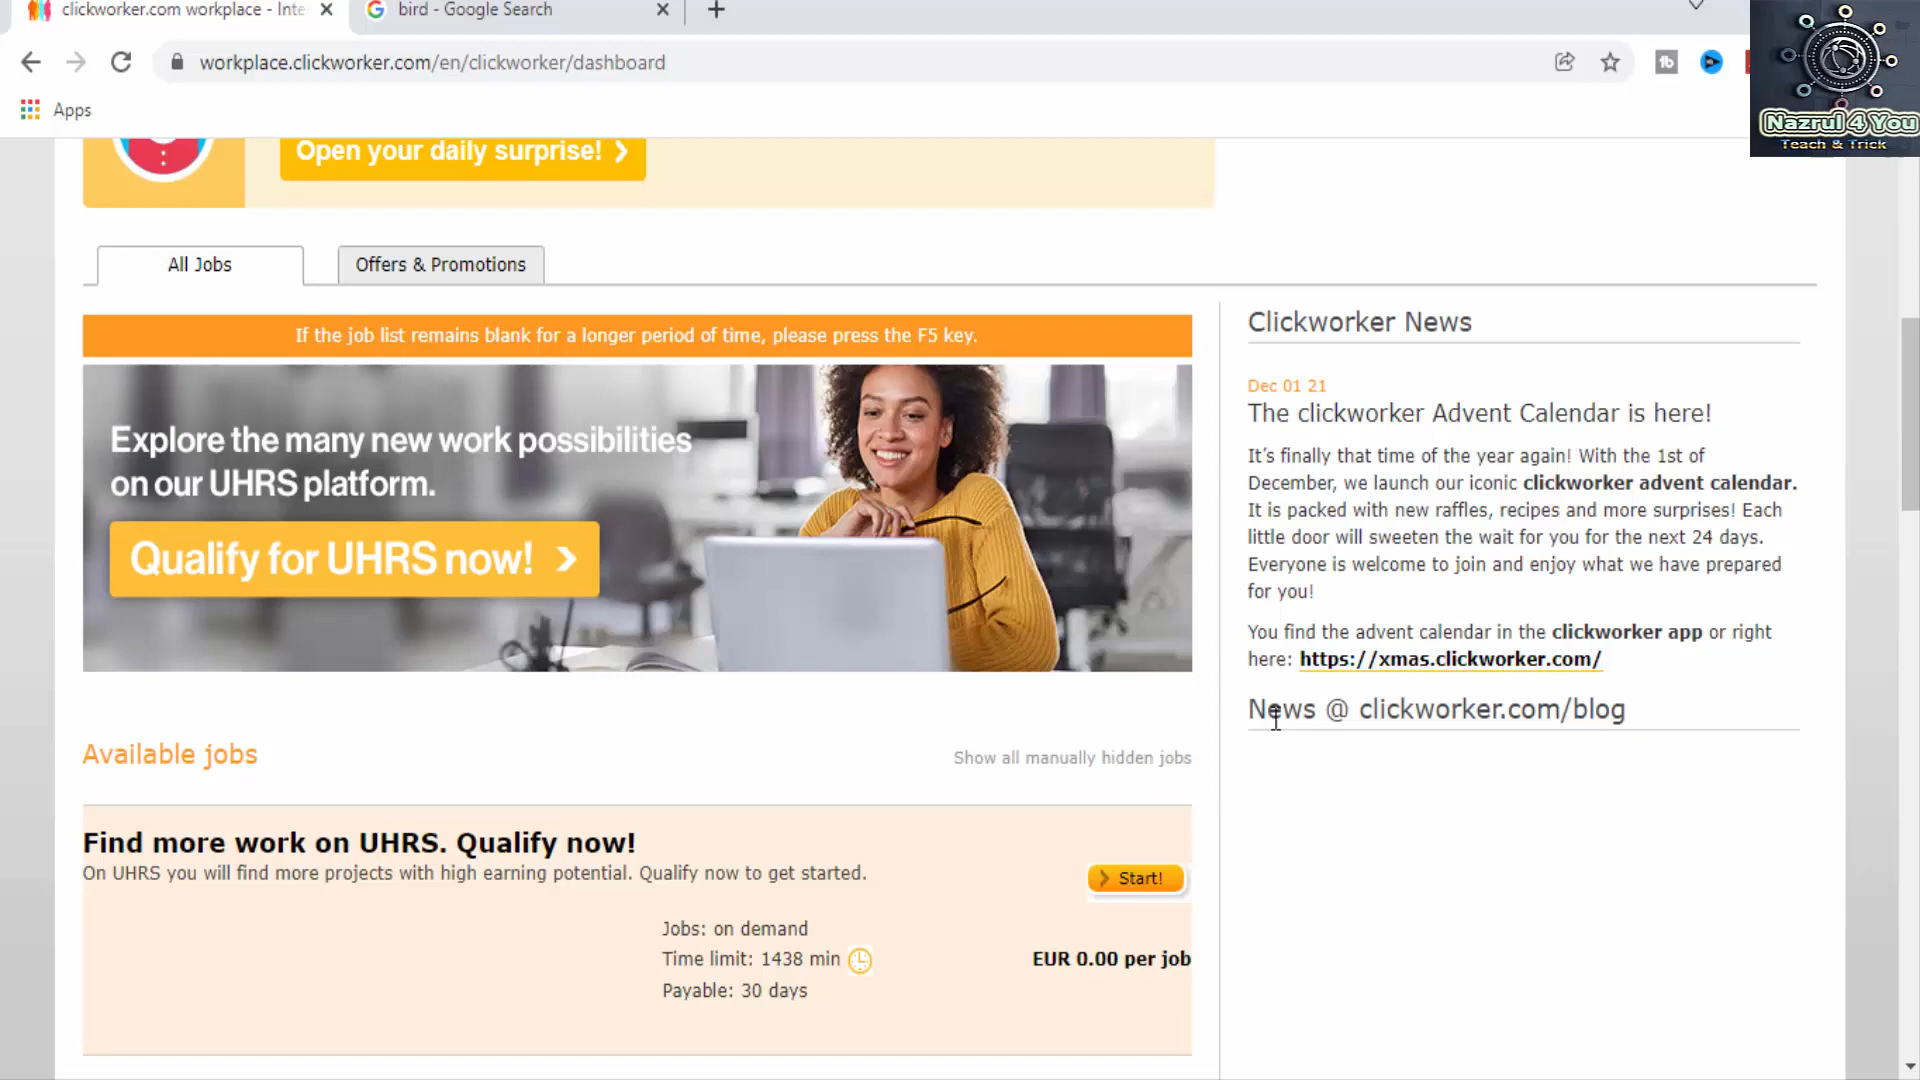 clickworker.com workplace - Inte
bird - Google Search
workplace.clickworker.com/en/clickworker/dashboard
Apps
Nazrul 4 You
Teach & Trick
Open your daily surprise!
All Jobs
Offers & Promotions
If the job list remains blank for a longer period of time, please press the F5 key.
Explore the many new work possibilities
on our UHRS platform.
Qualify for UHRS now!
Available jobs
Show all manually hidden jobs
Find more work on UHRS. Qualify now!
On UHRS you will find more projects with high earning potential. Qualify now to get started.
Start!
Jobs: on demand
Time limit: 1438 min
EUR 0.00 per job
Payable: 30 days
Clickworker News
Dec 01 21
The clickworker Advent Calendar is here!
It's finally that time of the year again! With the 1st of
December, we launch our iconic clickworker advent calendar.
It is packed with new raffles, recipes and more surprises! Each
little door will sweeten the wait for you for the next 24 days.
Everyone is welcome to join and enjoy what we have prepared
for you!
You find the advent calendar in the clickworker app or right
here: https://xmas.clickworker.com/
News @ clickworker.com/blog